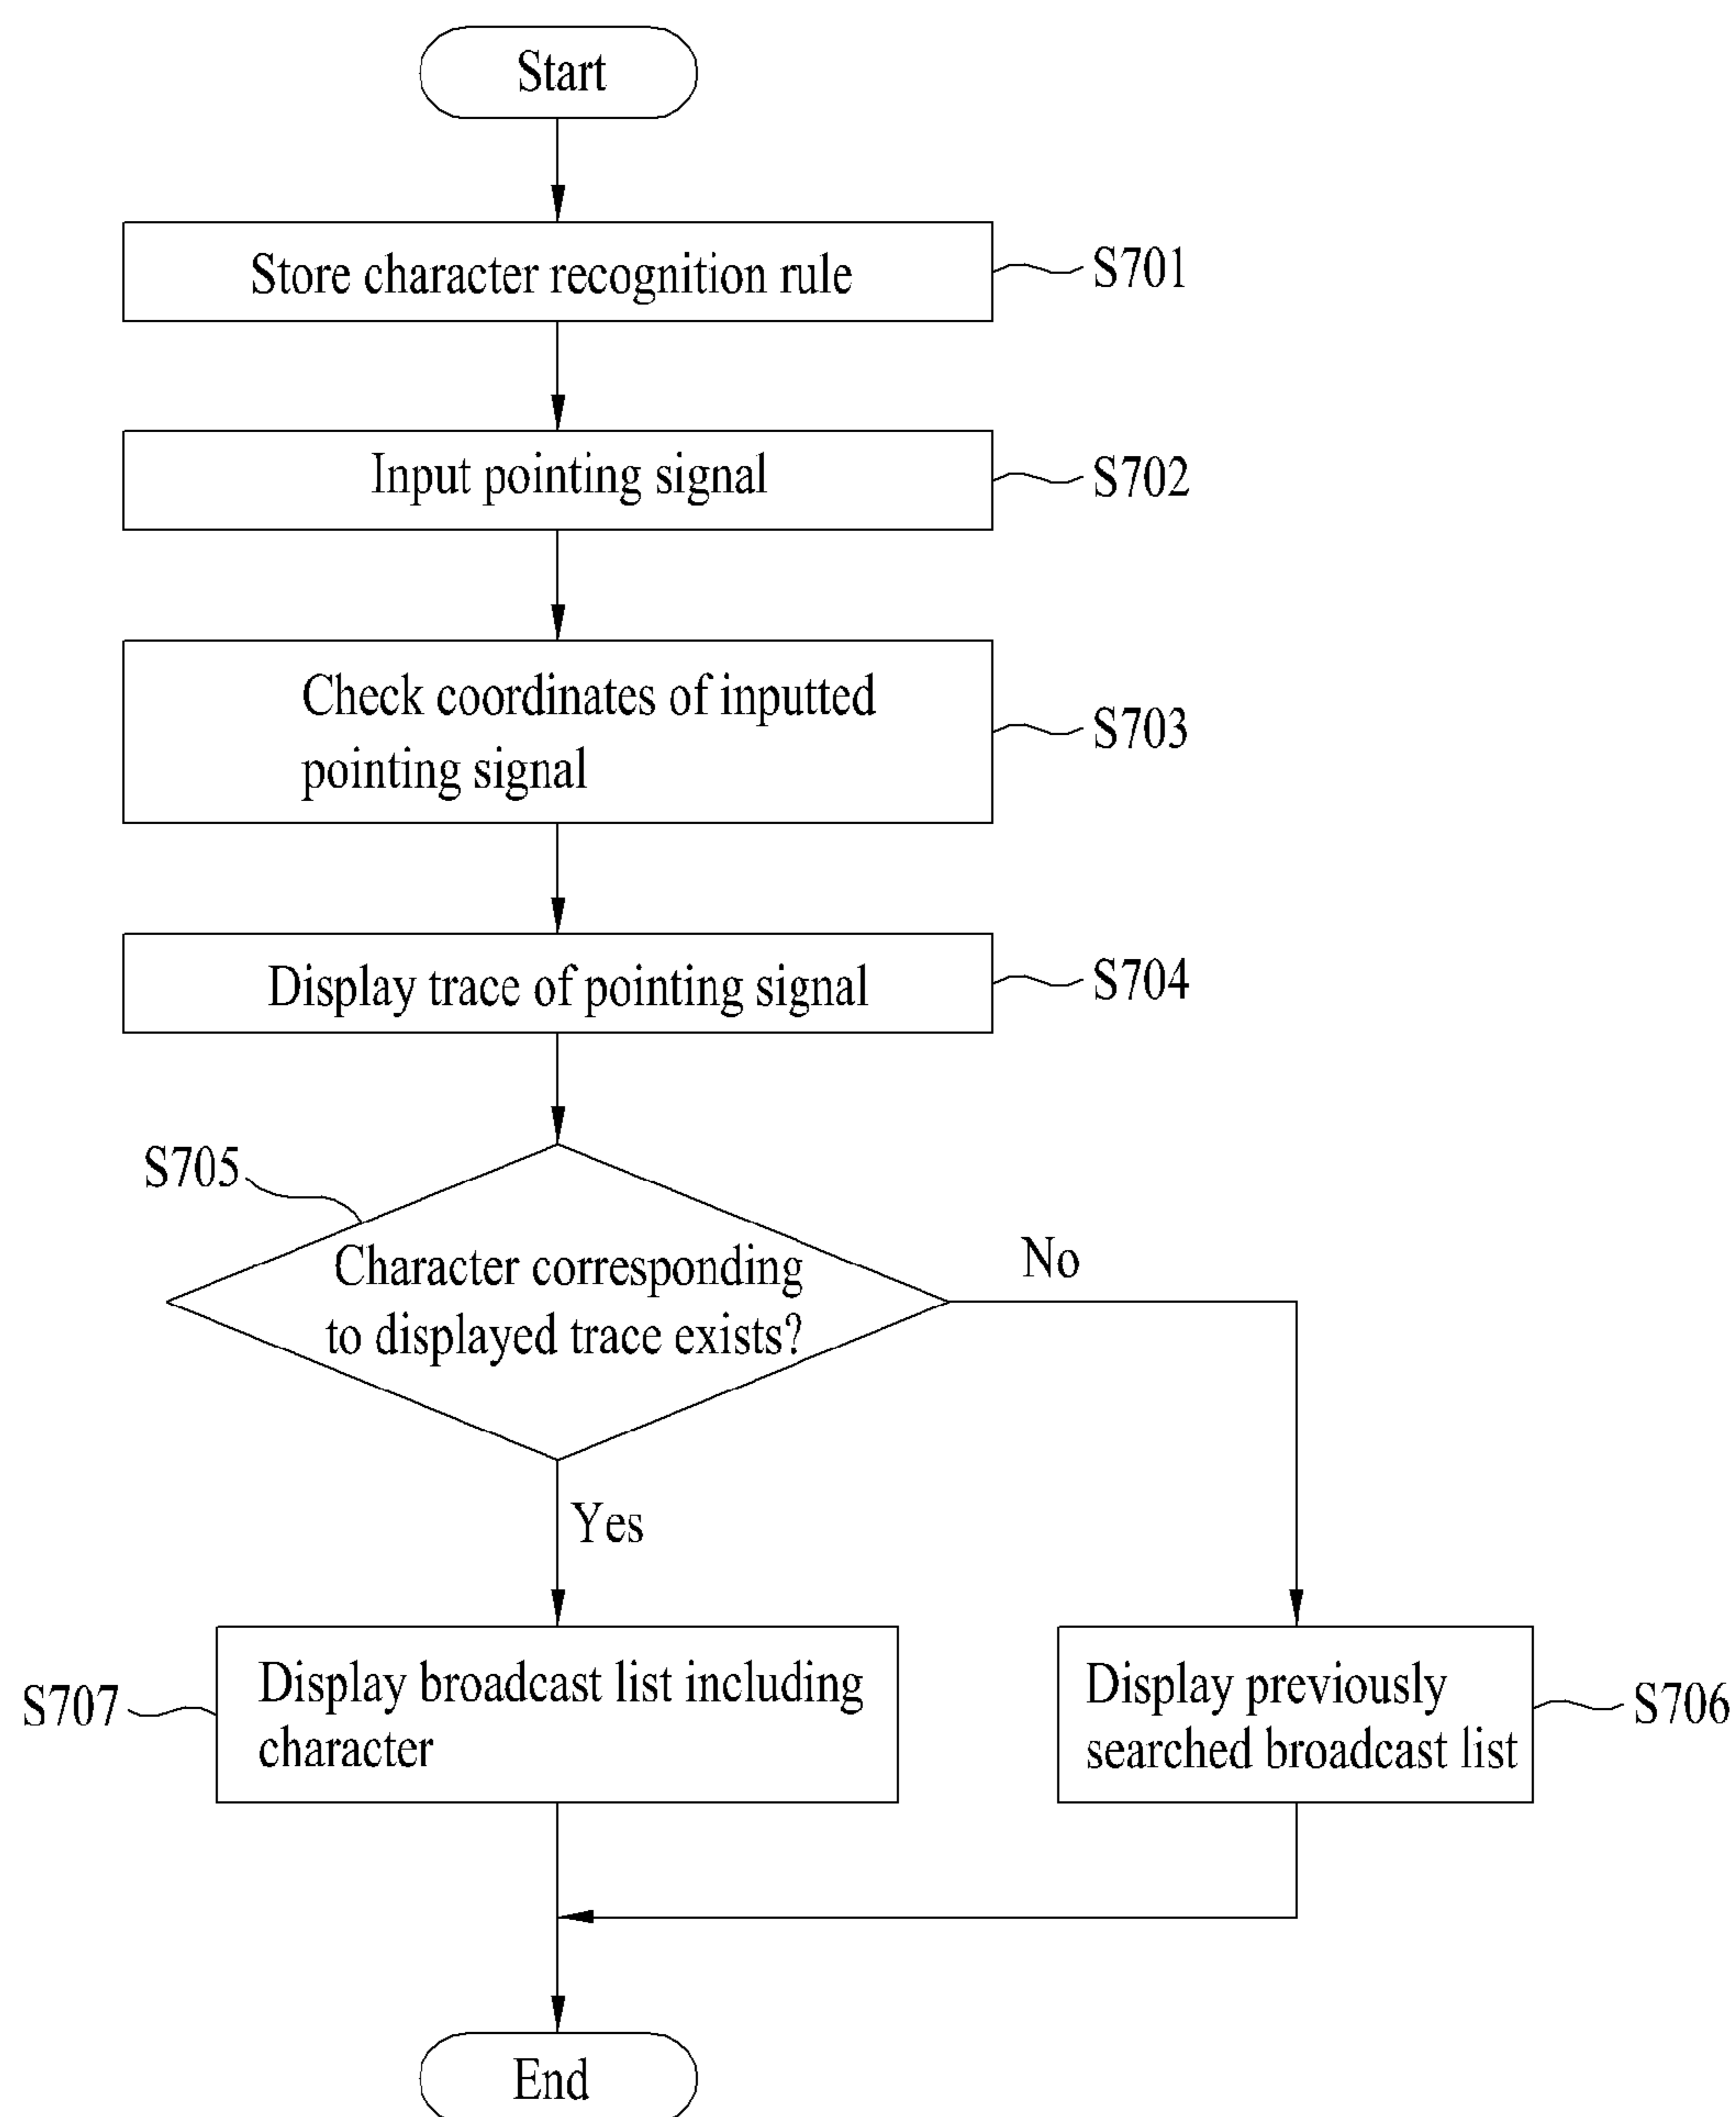 Start
Store character recognition rule
S701
Input pointing signal
S702
Check coordinates of inputted
pointing signal
S703
Display trace of pointing signal
S704
S705
Character corresponding
to displayed trace exists?
No
Yes
S707
Display broadcast list including
character
Display previously
searched broadcast list
S706
End